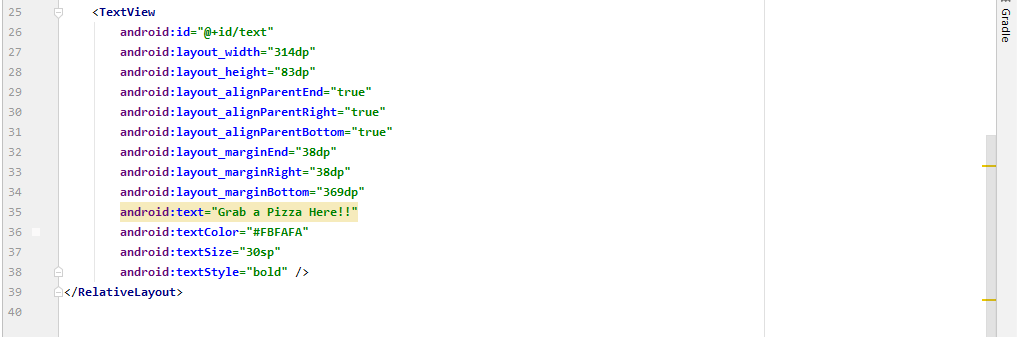 25 <TextView
26 android:id="@+id/text"
27 android:layout_width="314dp"
28 android:layout_height="83dp"
29 android:layout_alignParentEnd="true"
30 android:layout_alignParentRight="true"
31 android:layout_alignParentBottom="true"
32 android:layout_marginEnd="38dp"
33 android:layout_marginRight="38dp"
34 android:layout_marginBottom="369dp"
35 android:text="Grab a Pizza Here!!"
36 android:textColor="#FBFAFA"
37 android:textSize="30sp"
38 android:textStyle="bold" />
39 </RelativeLayout>
40
Gradle